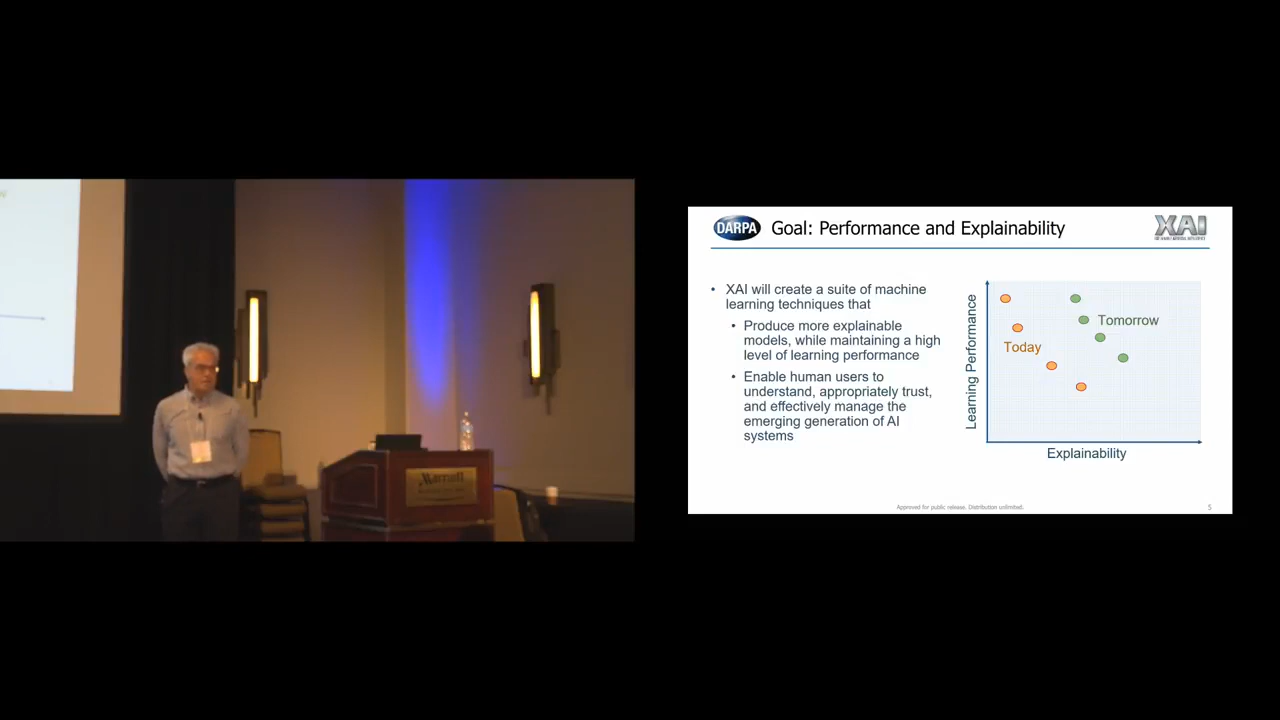 Marriott
DARPA
Goal: Performance and Explainability
XAI
• XAI will create a suite of machine
learning techniques that
• Produce more explainable
models, while maintaining a high
level of learning performance
• Enable human users to
understand, appropriately trust,
and effectively manage the
emerging generation of AI
systems
Learning Performance
Today
Tomorrow
Explainability
Approved for public release. Distribution unlimited.
5